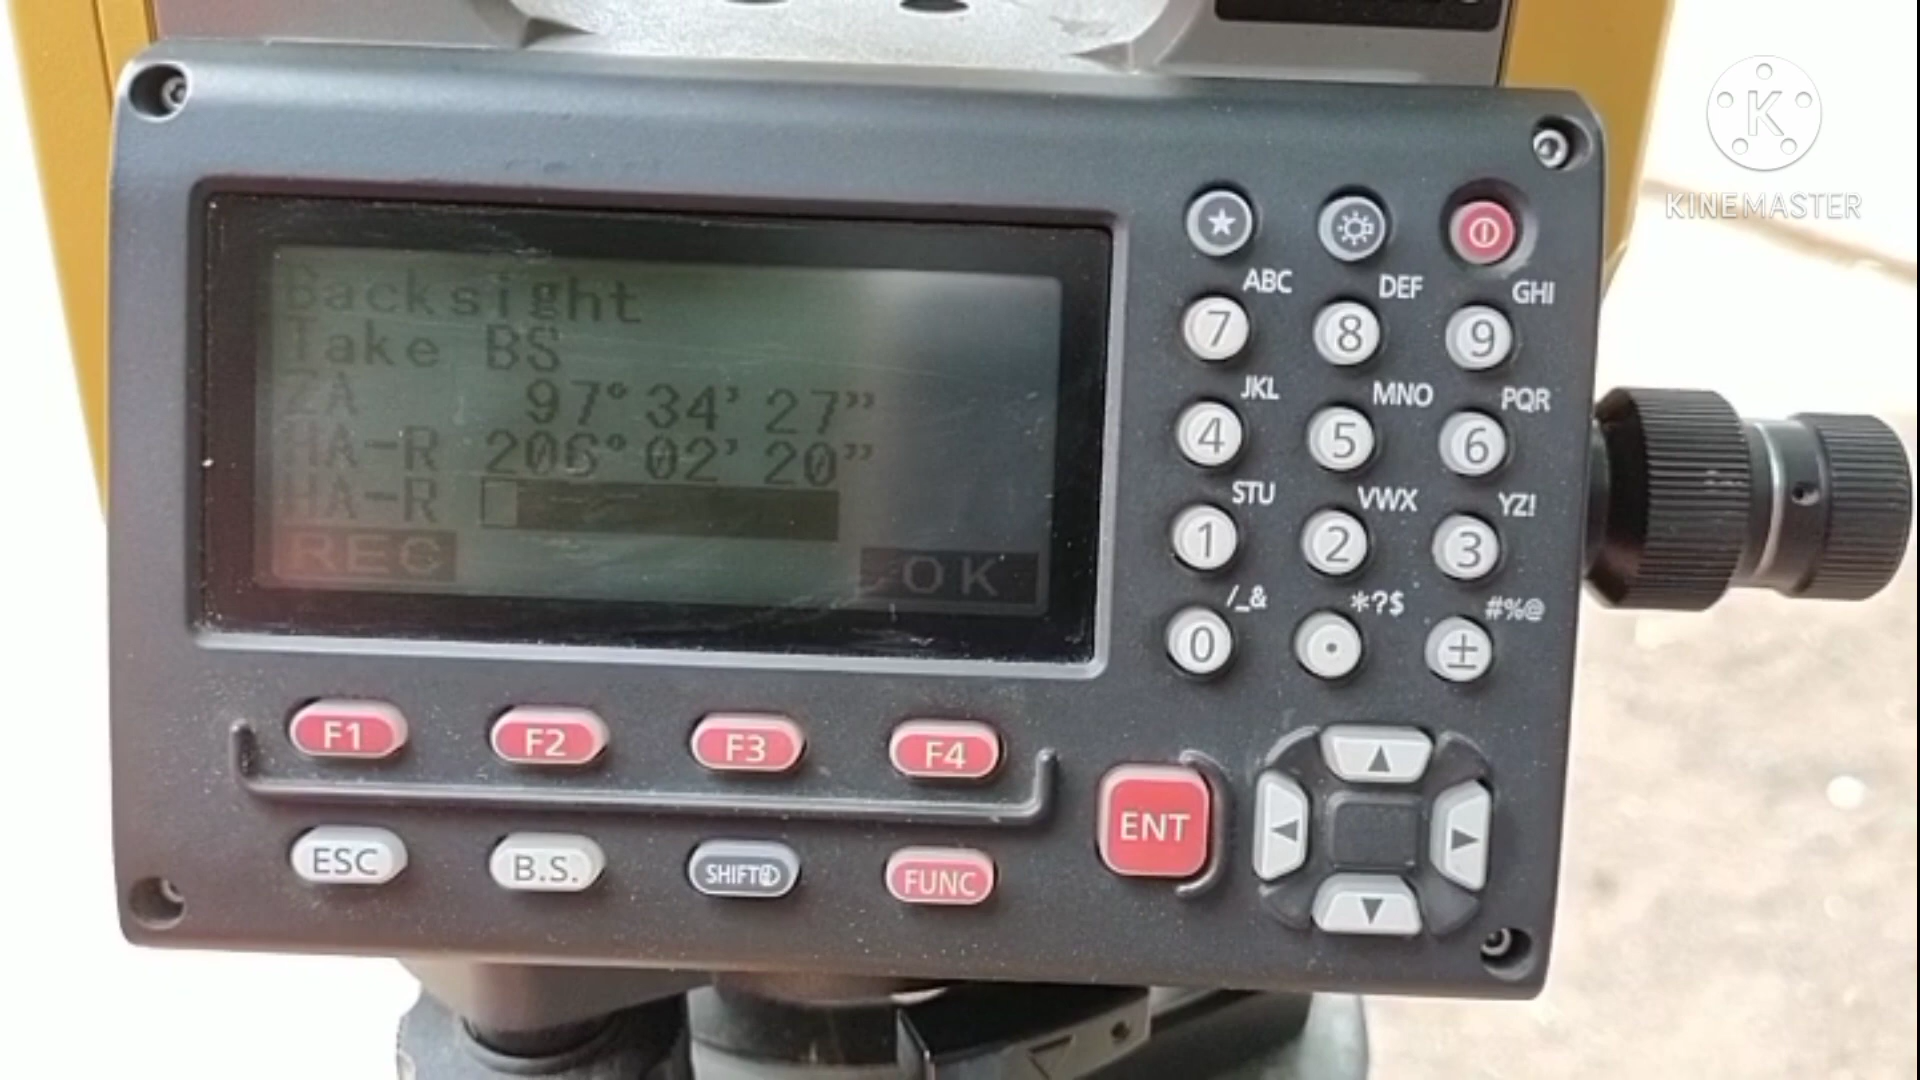 Backsight
Take BS
ZA 97° 34' 27"
HA-R 206° 02' 20"
HA-R
REC OK
K
KINEMASTER
ABC DEF GHI
7 8 9
JKL MNO PQR
4 5 6
STU VWX YZ!
1 2 3
/_& *?$ #%@
0 . ±
F1 F2 F3 F4
ESC B.S. SHIFT FUNC
ENT